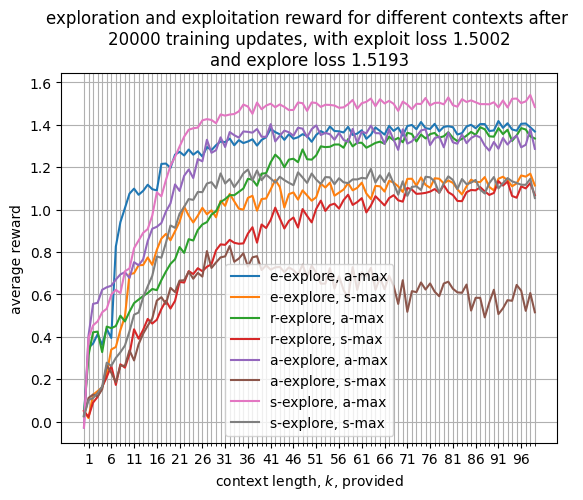 exploration and exploitation reward for different contexts after
20000 training updates, with exploit loss 1.5002
and explore loss 1.5193
1.6
1.4
1.2
1.0
0.8
0.6
0.4
0.2
0.0
average reward
e-explore, a-max
e-explore, s-max
r-explore, a-max
r-explore, s-max
a-explore, a-max
a-explore, s-max
s-explore, a-max
s-explore, s-max
1 6 11 16 21 26 31 36 41 46 51 56 61 66 71 76 81 86 91 96
context length, k, provided